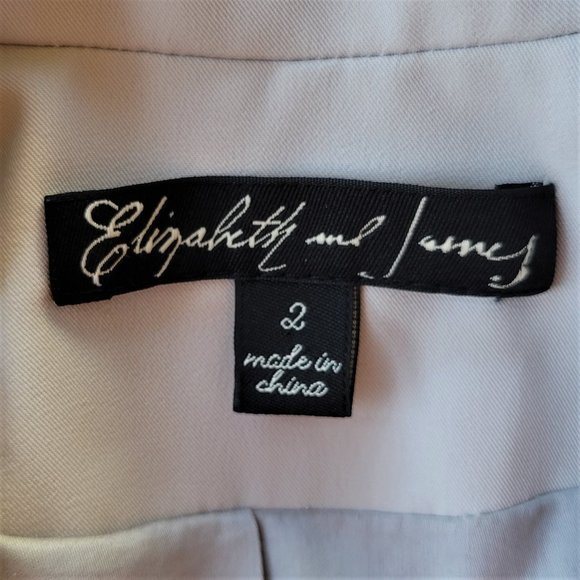 Elizabeth and James
2
made in
china